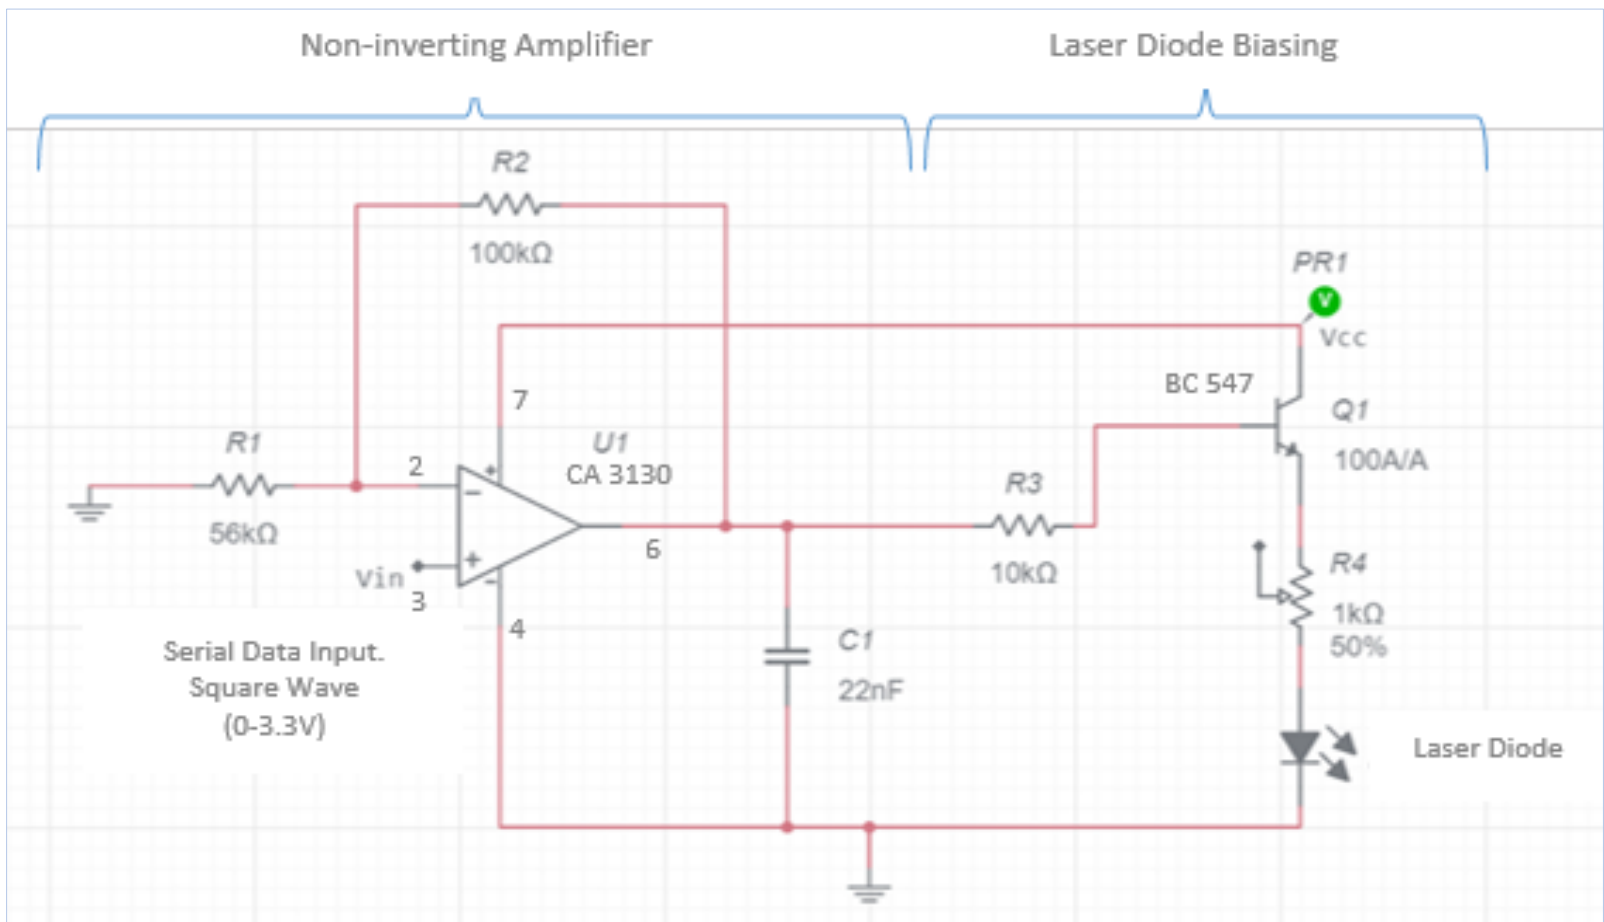 Non-inverting Amplifier
Laser Diode Biasing
R2
100kΩ
PR1
V
Vcc
BC 547
Q1
100A/A
7
R1
56kΩ
2
U1
CA 3130
+
−
+
-
6
R3
10kΩ
Vin
3
4
R4
1kΩ
50%
C1
22nF
Serial Data Input.
Square Wave
(0-3.3V)
Laser Diode